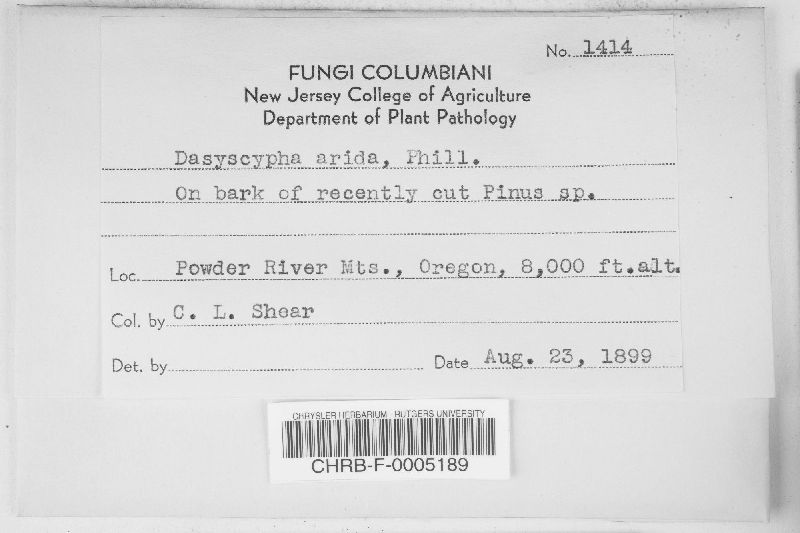 No. 1414
FUNGI COLUMBIANI
New Jersey College of Agriculture
Department of Plant Pathology
Dasyscypha arida, Phill.
On bark of recently cut Pinus sp.
Loc. Powder River Mts., Oregon, 8,000 ft.alt.
Col. by C. L. Shear
Det. by Date Aug. 23, 1899
CHRYSLER HERBARIUM RUTGERS UNIVERSITY
CHRB-F-0005189